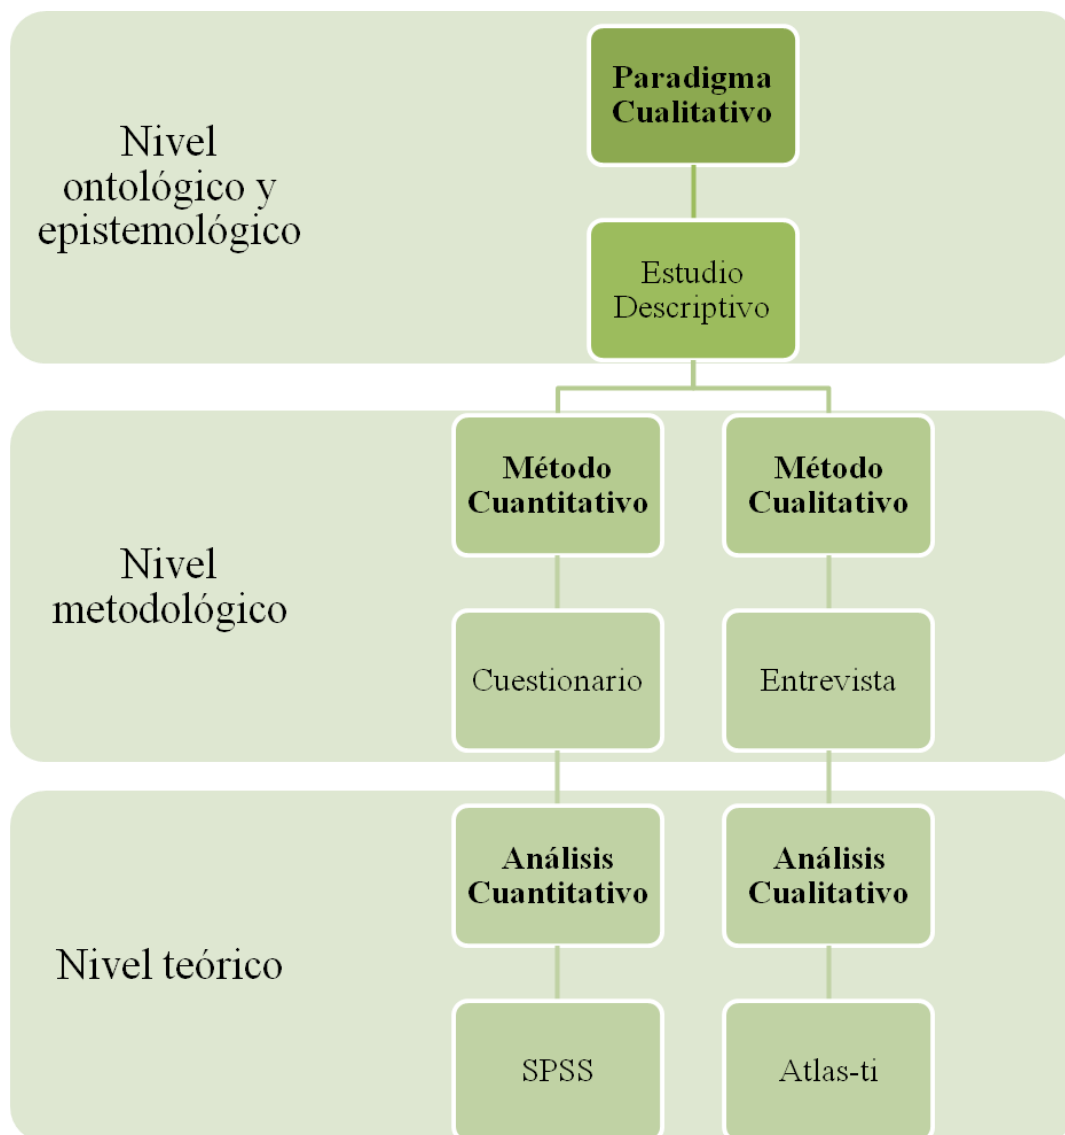 Nivel
ontológico y
epistemológico
Paradigma
Cualitativo
Estudio
Descriptivo
Nivel
metodológico
Método
Cuantitativo
Método
Cualitativo
Cuestionario
Entrevista
Nivel teórico
Análisis
Cuantitativo
Análisis
Cualitativo
SPSS
Atlas-ti